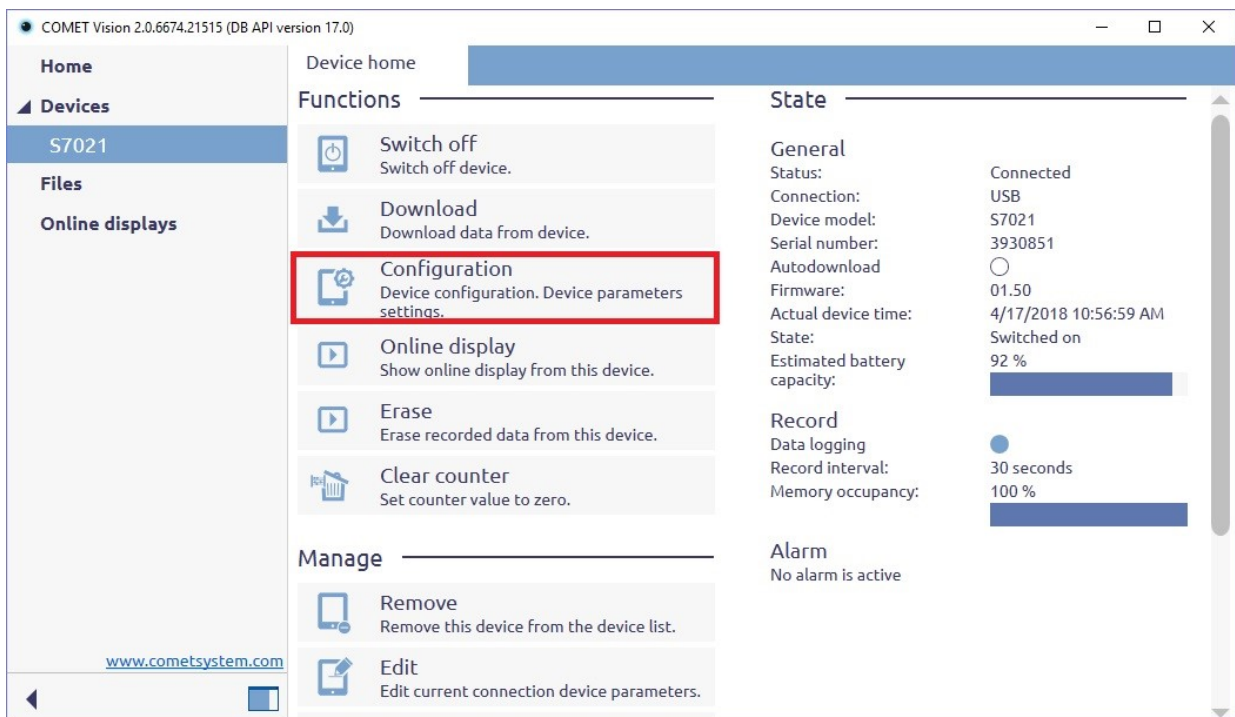 COMET Vision 2.0.6674.21515 (DB API version 17.0)
Home
Devices
S7021
Files
Online displays
www.cometsystem.com
Device home
Functions
Switch off
Switch off device.
Download
Download data from device.
Configuration
Device configuration. Device parameters
settings.
Online display
Show online display from this device.
Erase
Erase recorded data from this device.
Clear counter
Set counter value to zero.
Manage
Remove
Remove this device from the device list.
Edit
Edit current connection device parameters.
State
General
Status: Connected
Connection: USB
Device model: S7021
Serial number: 3930851
Autodownload
Firmware: 01.50
Actual device time: 4/17/2018 10:56:59 AM
State: Switched on
Estimated battery 92 %
capacity:
Record
Data logging
Record interval: 30 seconds
Memory occupancy: 100 %
Alarm
No alarm is active